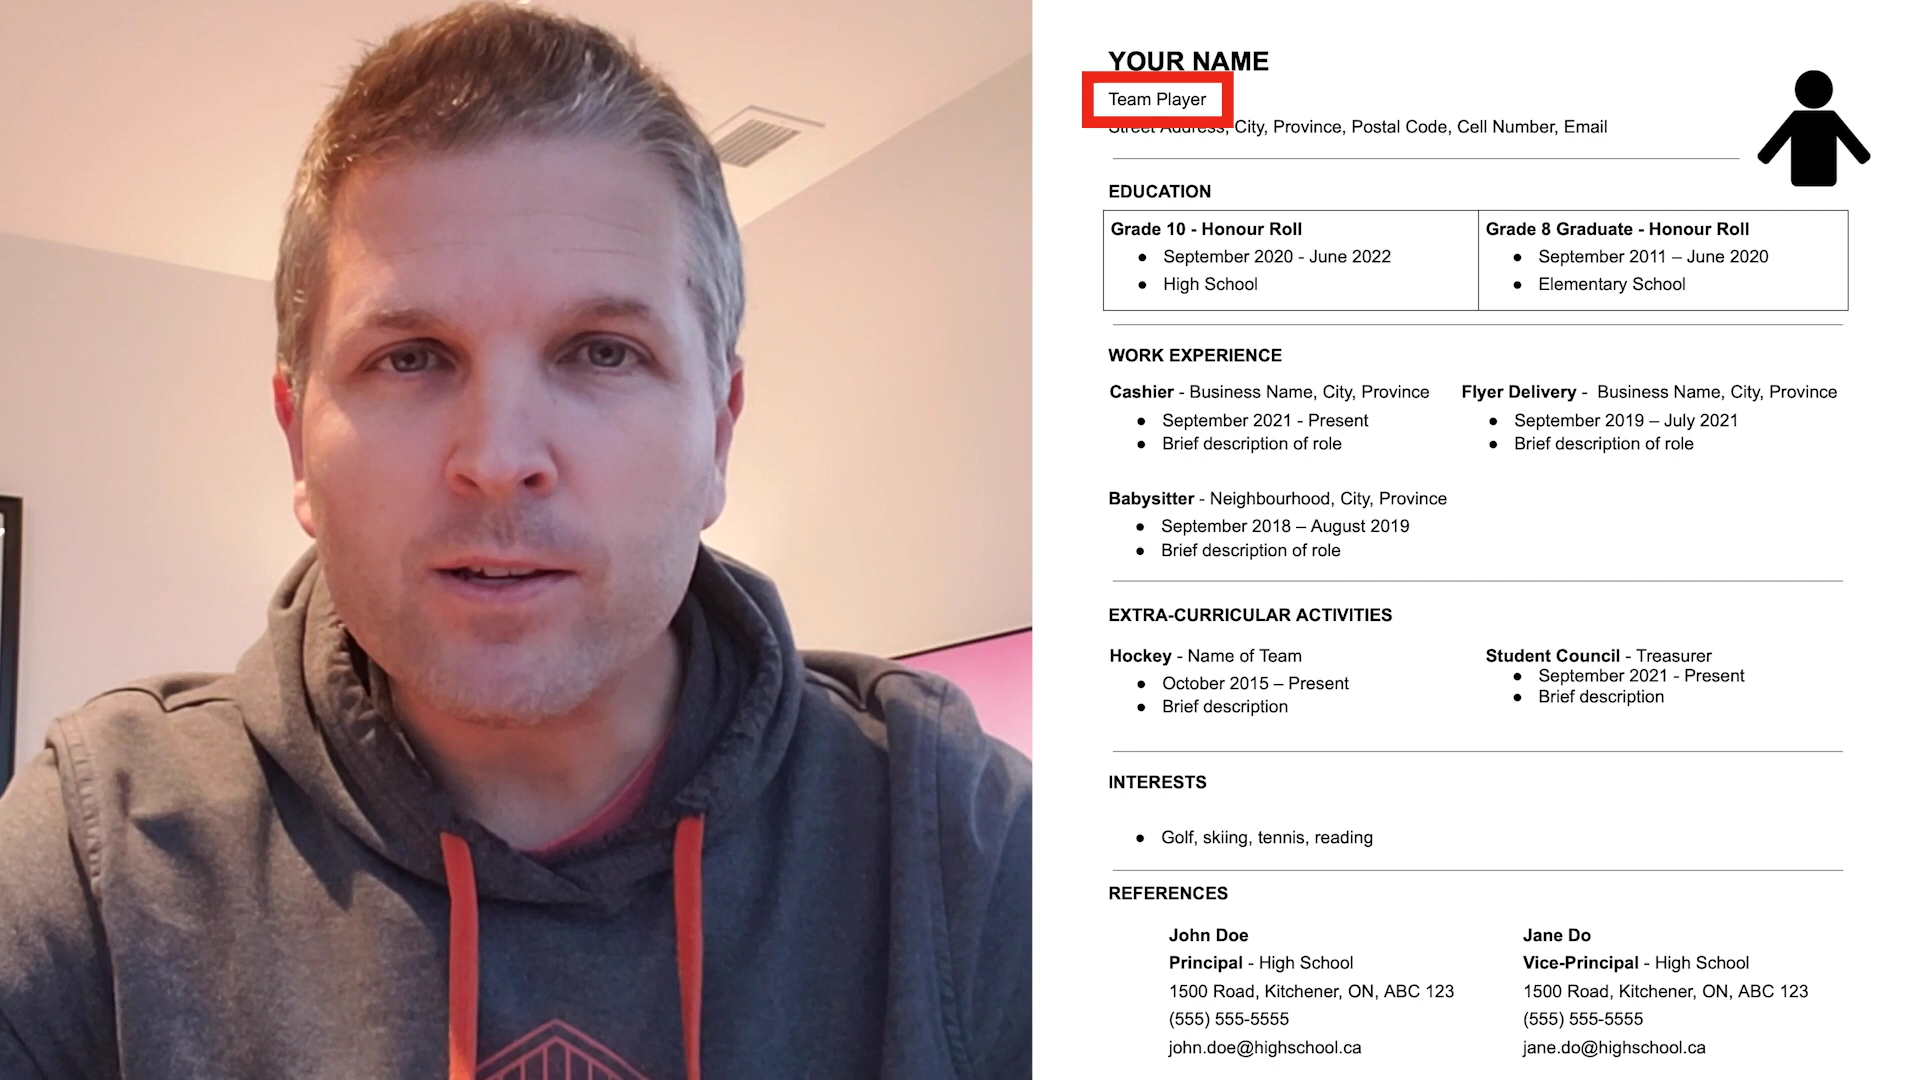 YOUR NAME
Team Player
Street Address, City, Province, Postal Code, Cell Number, Email
EDUCATION
Grade 10 - Honour Roll
● September 2020 - June 2022
● High School
Grade 8 Graduate - Honour Roll
● September 2011 – June 2020
● Elementary School
WORK EXPERIENCE
Cashier - Business Name, City, Province
● September 2021 - Present
● Brief description of role
Flyer Delivery - Business Name, City, Province
● September 2019 – July 2021
● Brief description of role
Babysitter - Neighbourhood, City, Province
● September 2018 – August 2019
● Brief description of role
EXTRA-CURRICULAR ACTIVITIES
Hockey - Name of Team
● October 2015 – Present
● Brief description
Student Council - Treasurer
● September 2021 - Present
● Brief description
INTERESTS
● Golf, skiing, tennis, reading
REFERENCES
John Doe
Principal - High School
1500 Road, Kitchener, ON, ABC 123
(555) 555-5555
john.doe@highschool.ca
Jane Do
Vice-Principal - High School
1500 Road, Kitchener, ON, ABC 123
(555) 555-5555
jane.do@highschool.ca